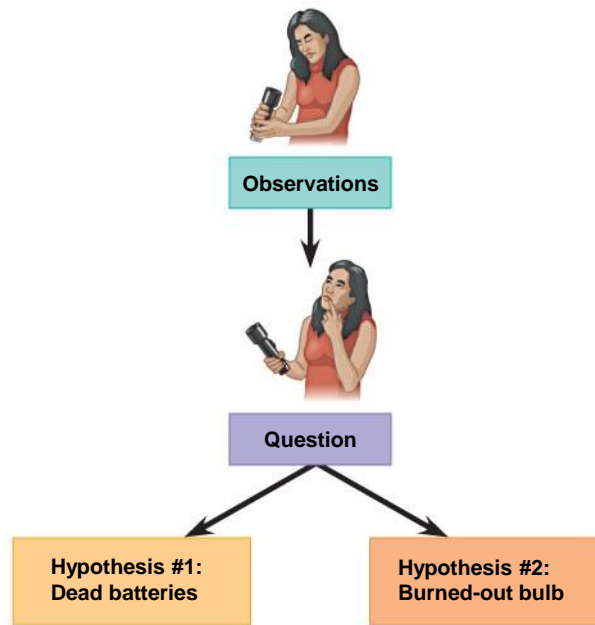 Observations
Question
Hypothesis #1:
Dead batteries
Hypothesis #2:
Burned-out bulb